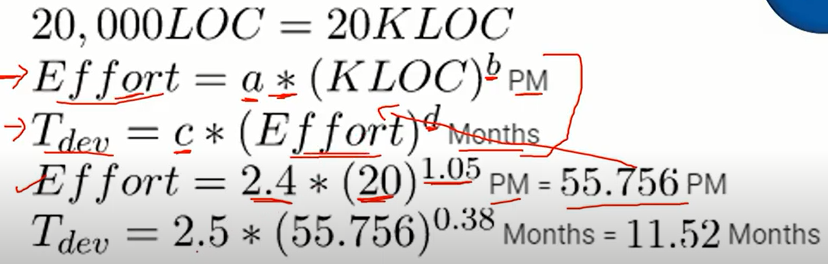 20,000LOC = 20KLOC
Effort = a * (KLOC)^b PM
T_dev = c * (Effort)^d Months
Effort = 2.4 * (20)^1.05 PM = 55.756 PM
T_dev = 2.5 * (55.756)^0.38 Months = 11.52 Months